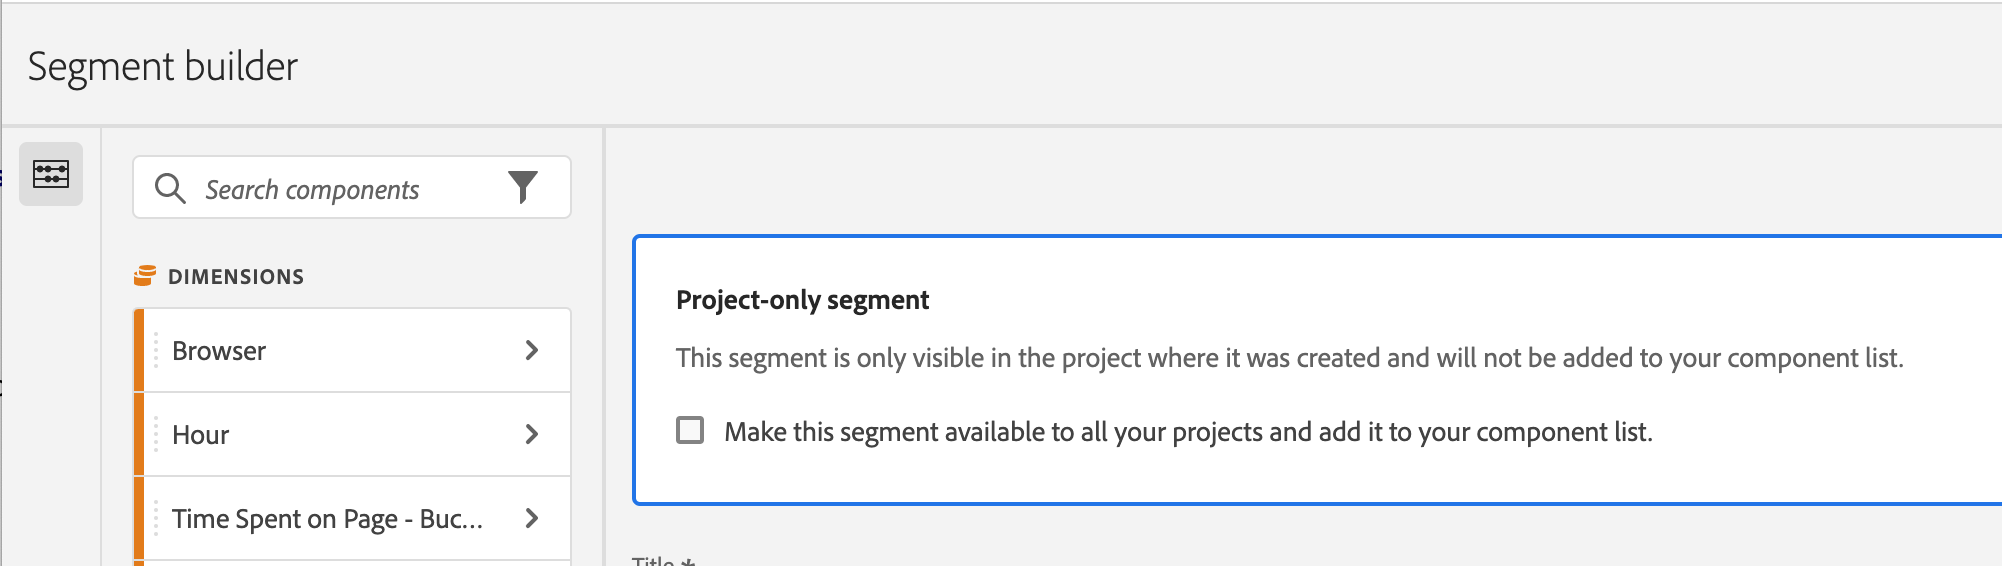 Segment builder
Search components
DIMENSIONS
Browser
Hour
Time Spent on Page - Buc...
Project-only segment
This segment is only visible in the project where it was created and will not be added to your component list.
Make this segment available to all your projects and add it to your component list.
Title *